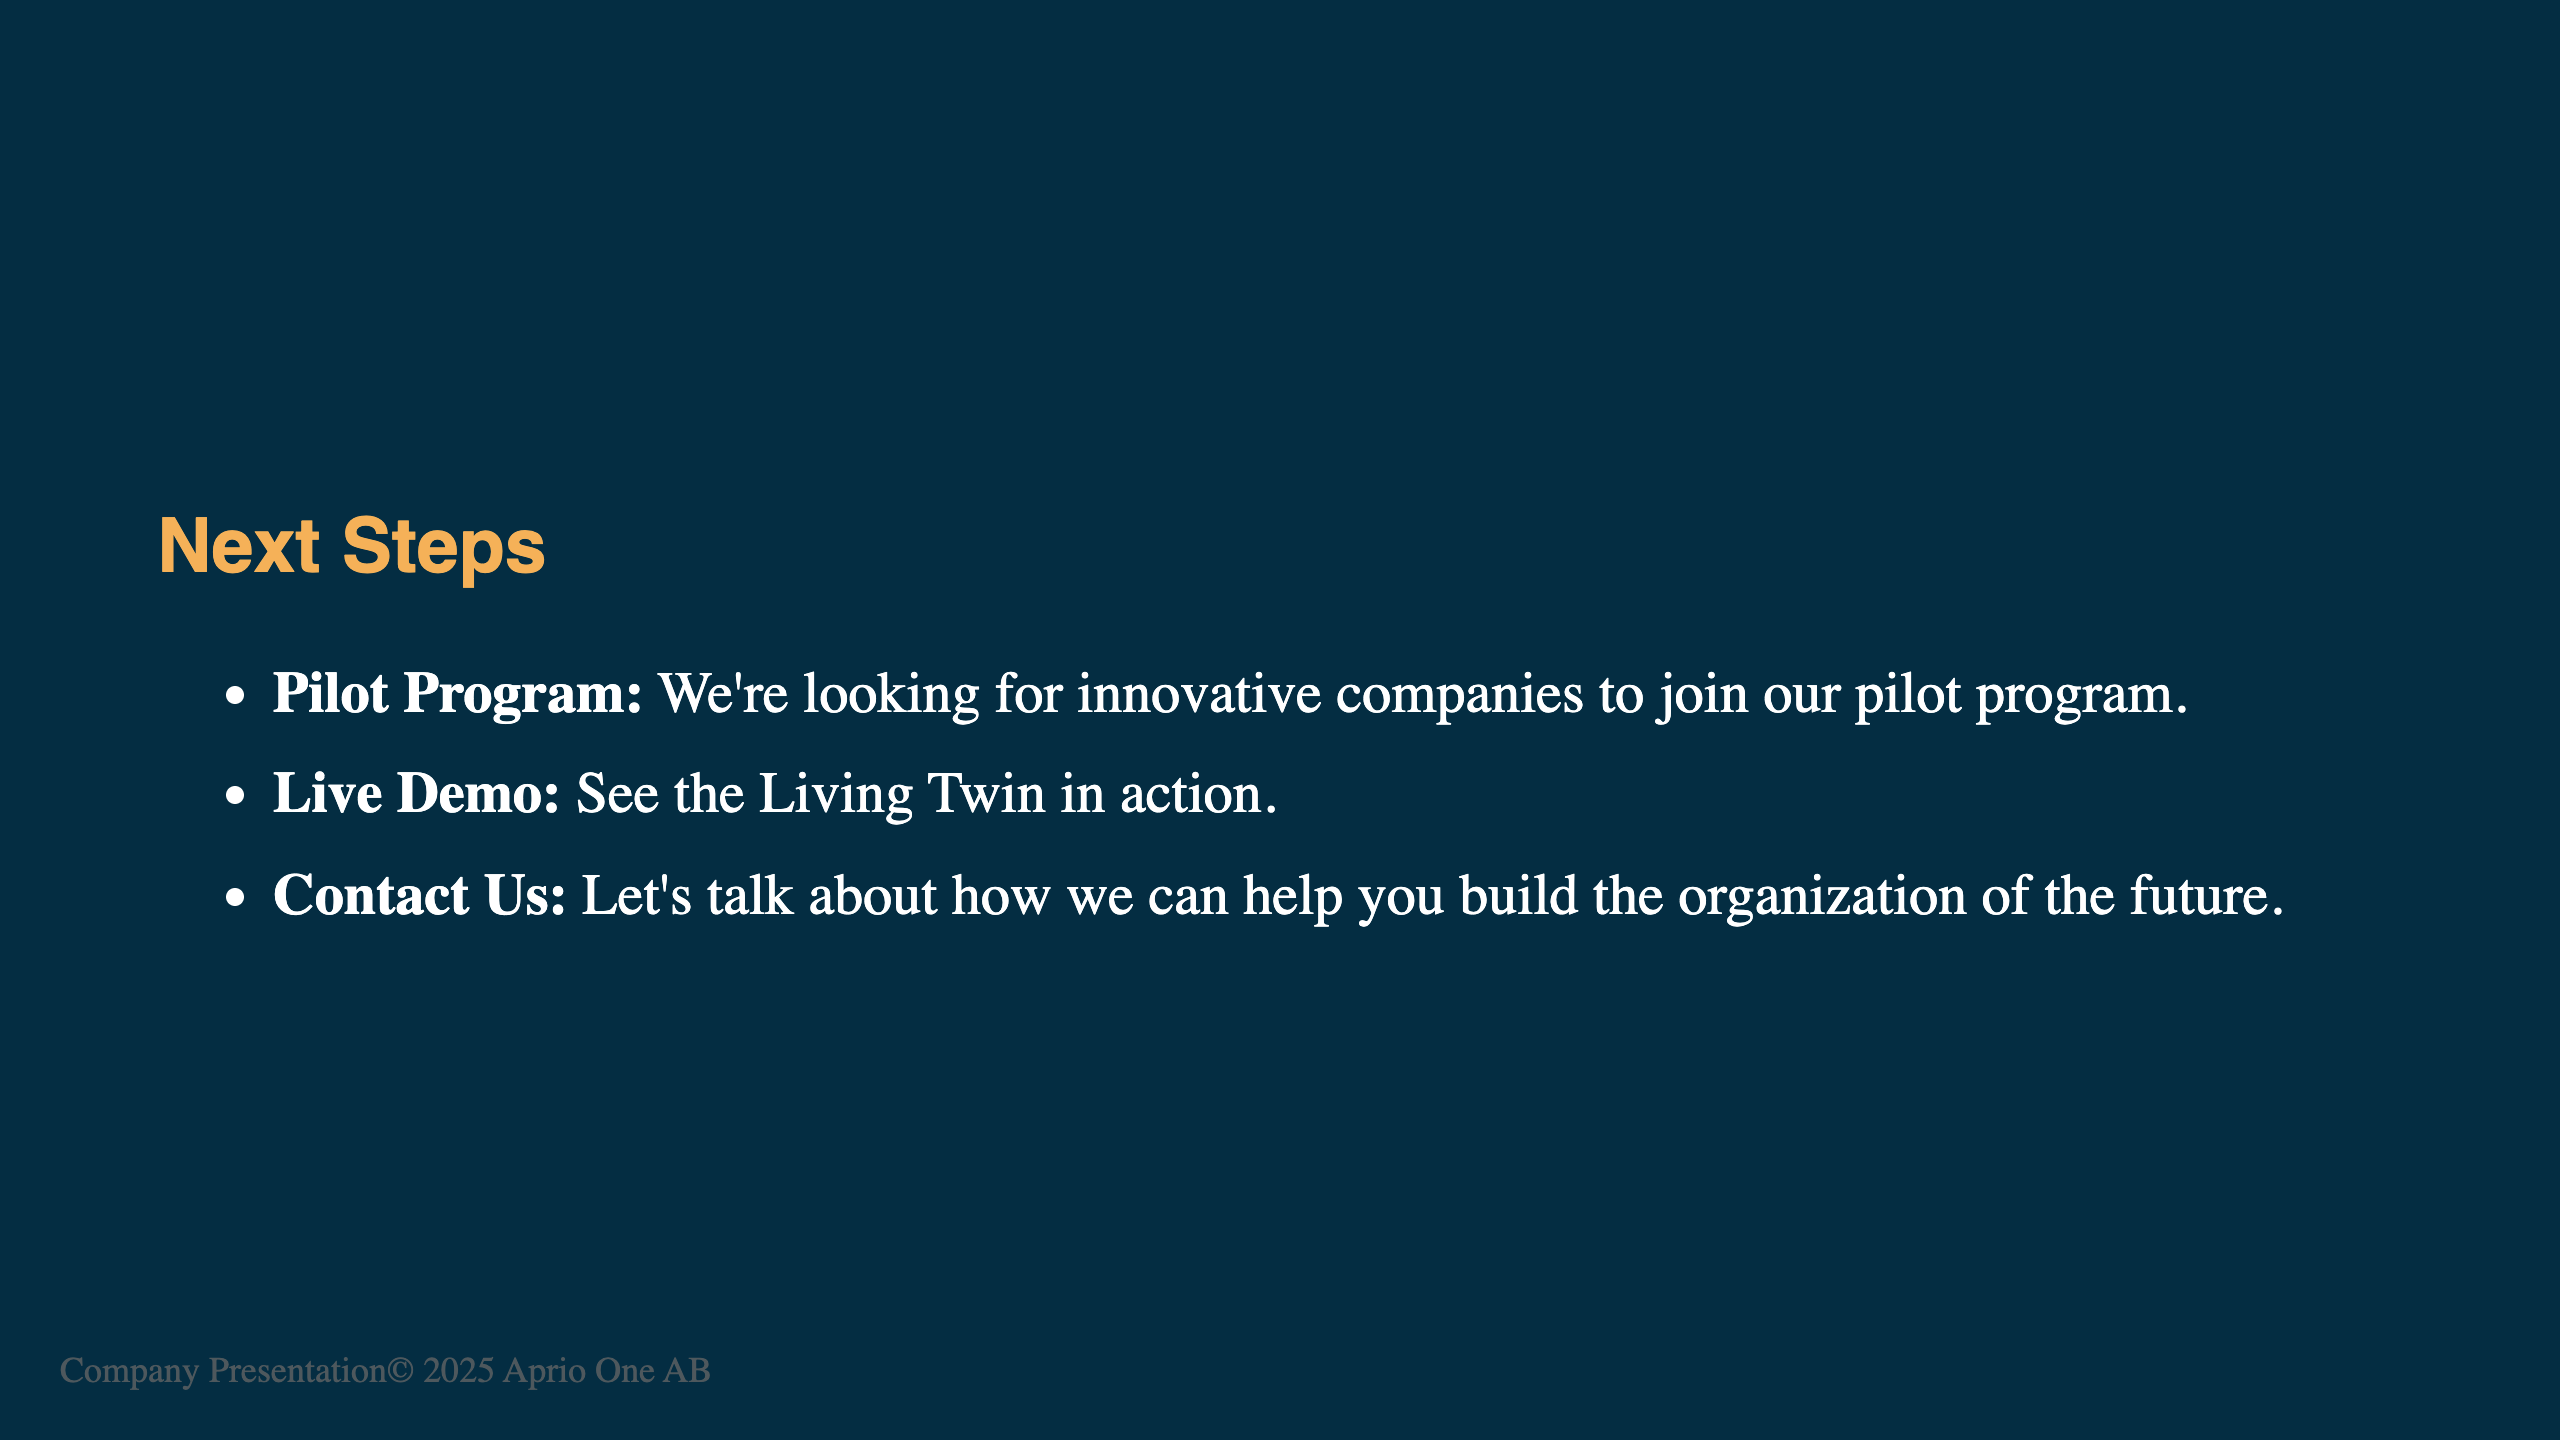 Next Steps
• Pilot Program: We're looking for innovative companies to join our pilot program.
• Live Demo: See the Living Twin in action.
• Contact Us: Let's talk about how we can help you build the organization of the future.
Company Presentation© 2025 Aprio One AB